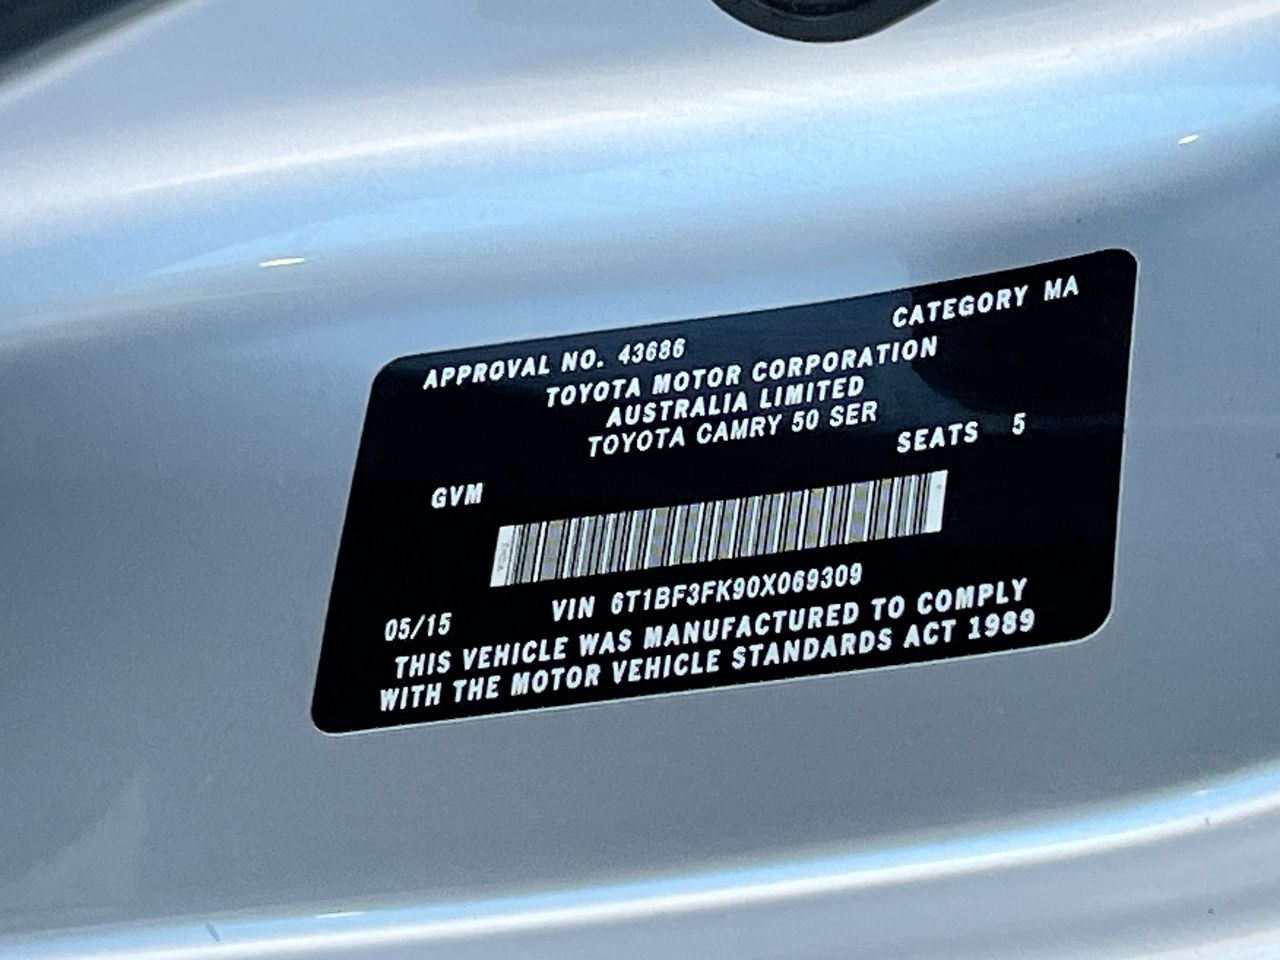 APPROVAL NO. 43686 CATEGORY MA
TOYOTA MOTOR CORPORATION
AUSTRALIA LIMITED
TOYOTA CAMRY 50 SER
SEATS 5
GVM
VIN 6T1BF3FK90X069309
05/15
THIS VEHICLE WAS MANUFACTURED TO COMPLY
WITH THE MOTOR VEHICLE STANDARDS ACT 1989